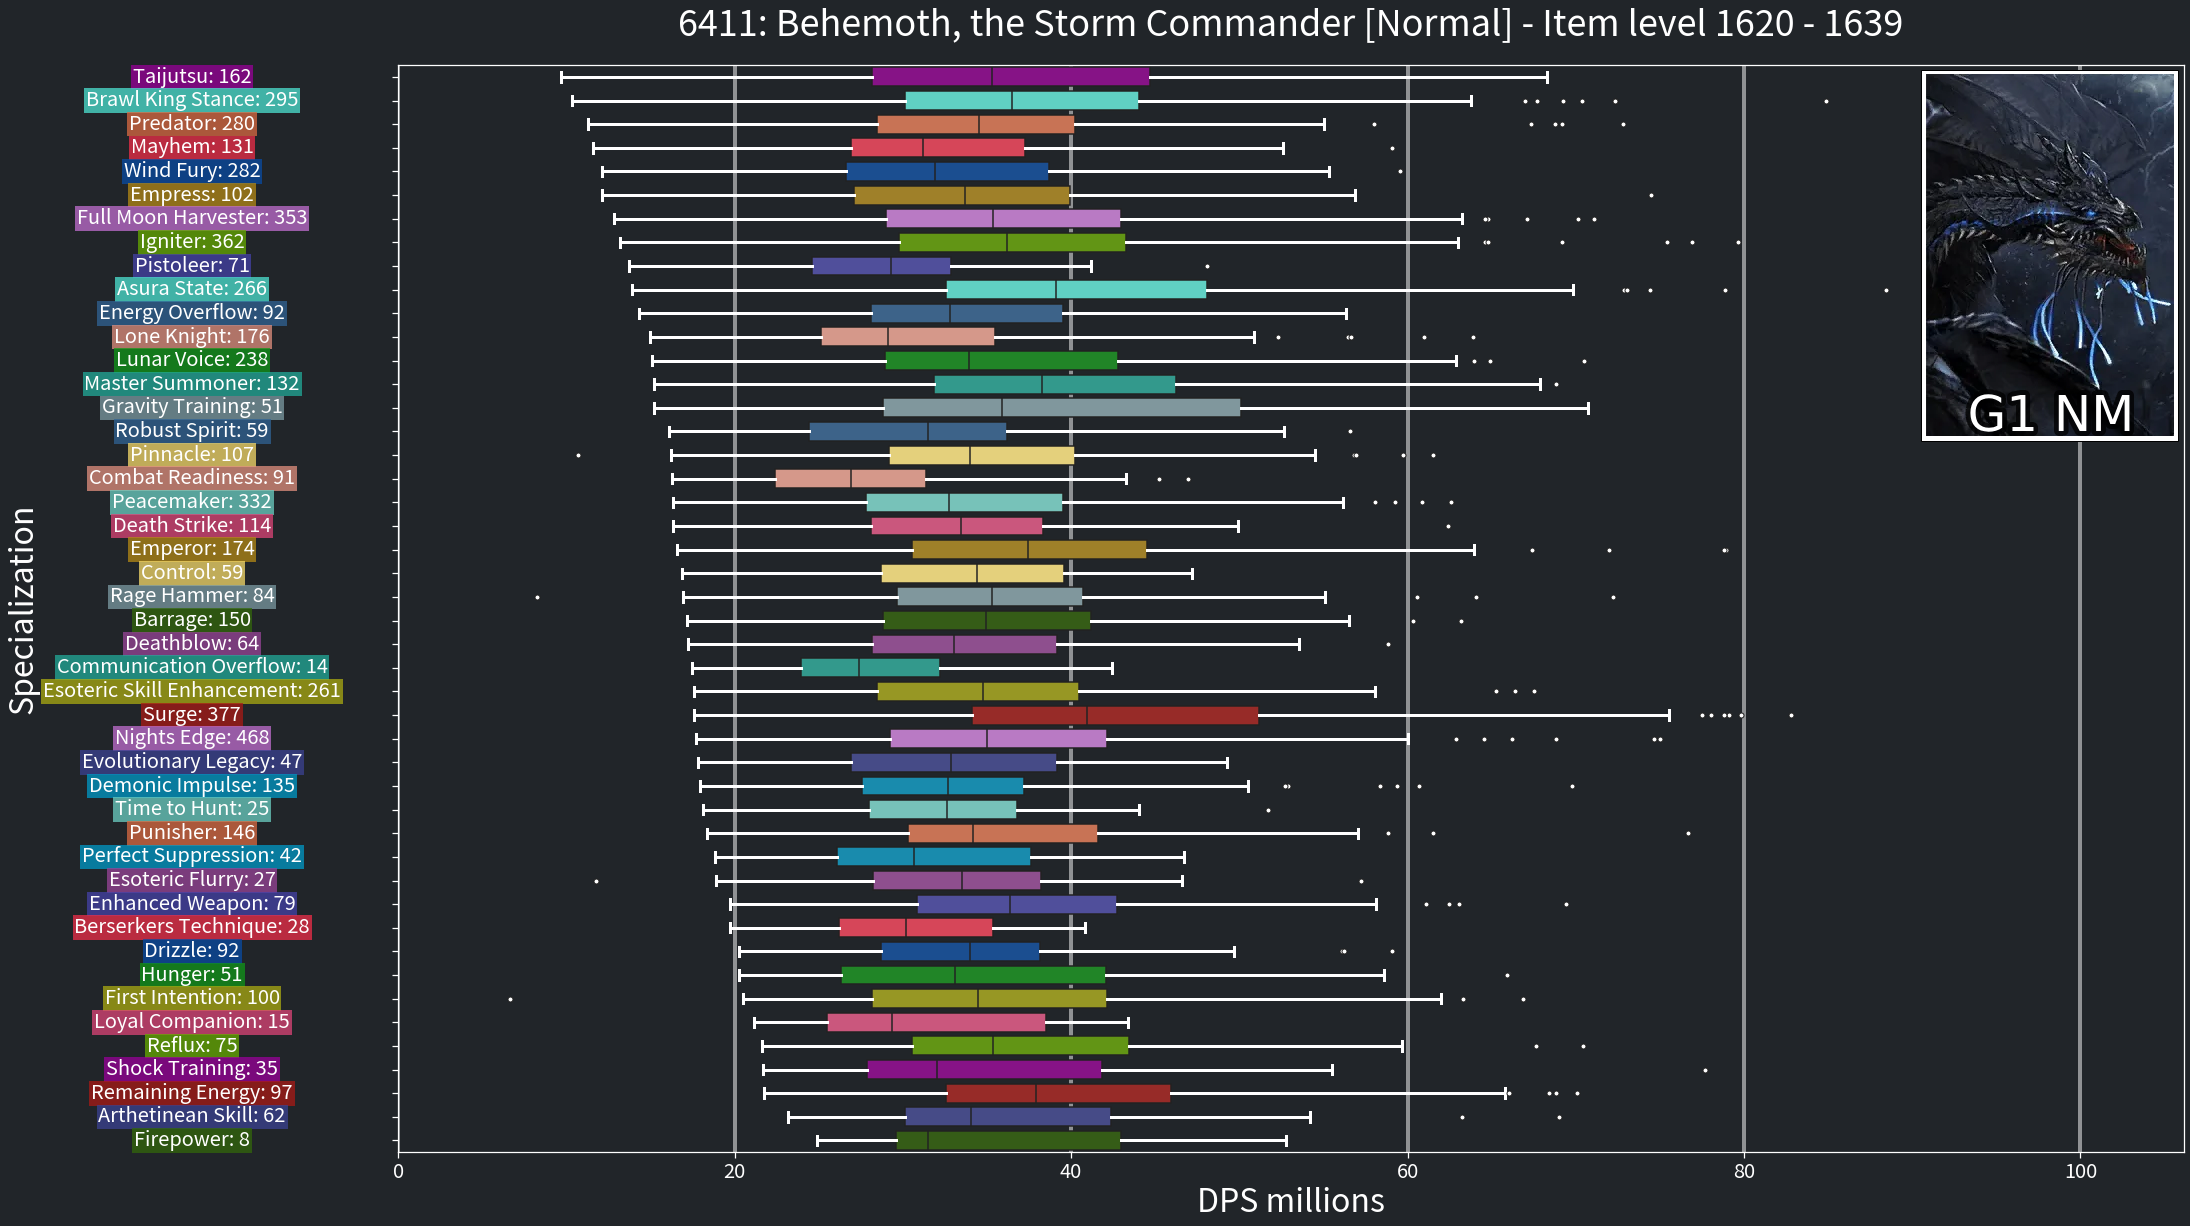 6411: Behemoth, the Storm Commander [Normal] - Item level 1620 - 1639
Taijutsu: 162
Brawl King Stance: 295
Predator: 280
Mayhem: 131
Wind Fury: 282
Empress: 102
Full Moon Harvester: 353
Igniter: 362
Pistoleer: 71
Asura State: 266
Energy Overflow: 92
Lone Knight: 176
Lunar Voice: 238
Master Summoner: 132
Gravity Training: 51
Robust Spirit: 59
Pinnacle: 107
Combat Readiness: 91
Peacemaker: 332
Death Strike: 114
Emperor: 174
Control: 59
Rage Hammer: 84
Barrage: 150
Deathblow: 64
Communication Overflow: 14
Esoteric Skill Enhancement: 261
Surge: 377
Nights Edge: 468
Evolutionary Legacy: 47
Demonic Impulse: 135
Time to Hunt: 25
Punisher: 146
Perfect Suppression: 42
Esoteric Flurry: 27
Enhanced Weapon: 79
Berserkers Technique: 28
Drizzle: 92
Hunger: 51
First Intention: 100
Loyal Companion: 15
Reflux: 75
Shock Training: 35
Remaining Energy: 97
Arthetinean Skill: 62
Firepower: 8
Specialization
G1 NM
0 20 40 60 80 100
DPS millions